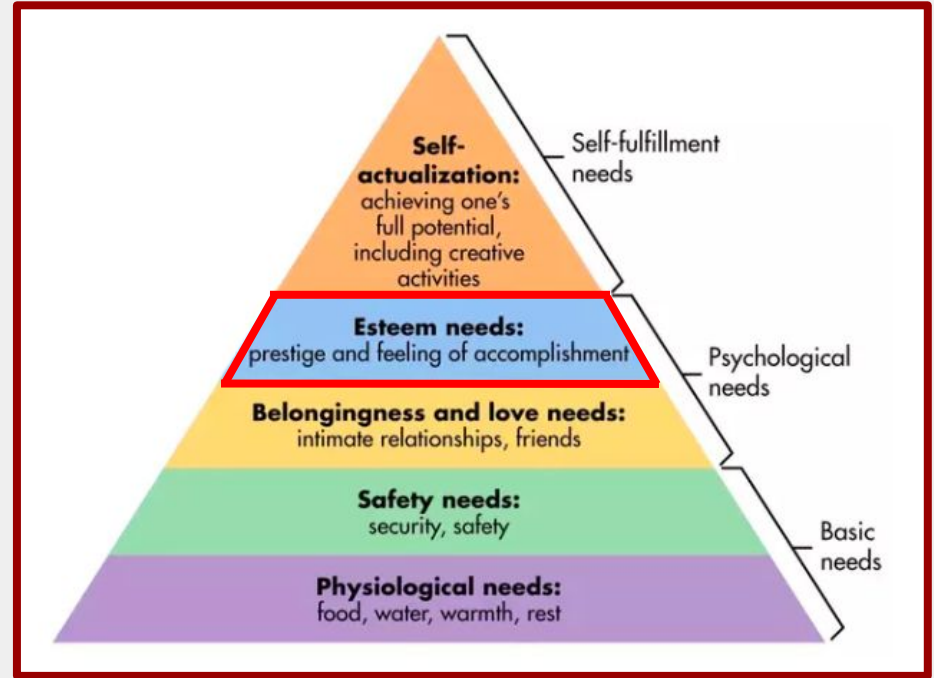 Self-
actualization:
achieving one's
full potential,
including creative
activities
Self-fulfillment
needs
Esteem needs:
prestige and feeling of accomplishment
Psychological
needs
Belongingness and love needs:
intimate relationships, friends
Safety needs:
security, safety
Basic
needs
Physiological needs:
food, water, warmth, rest